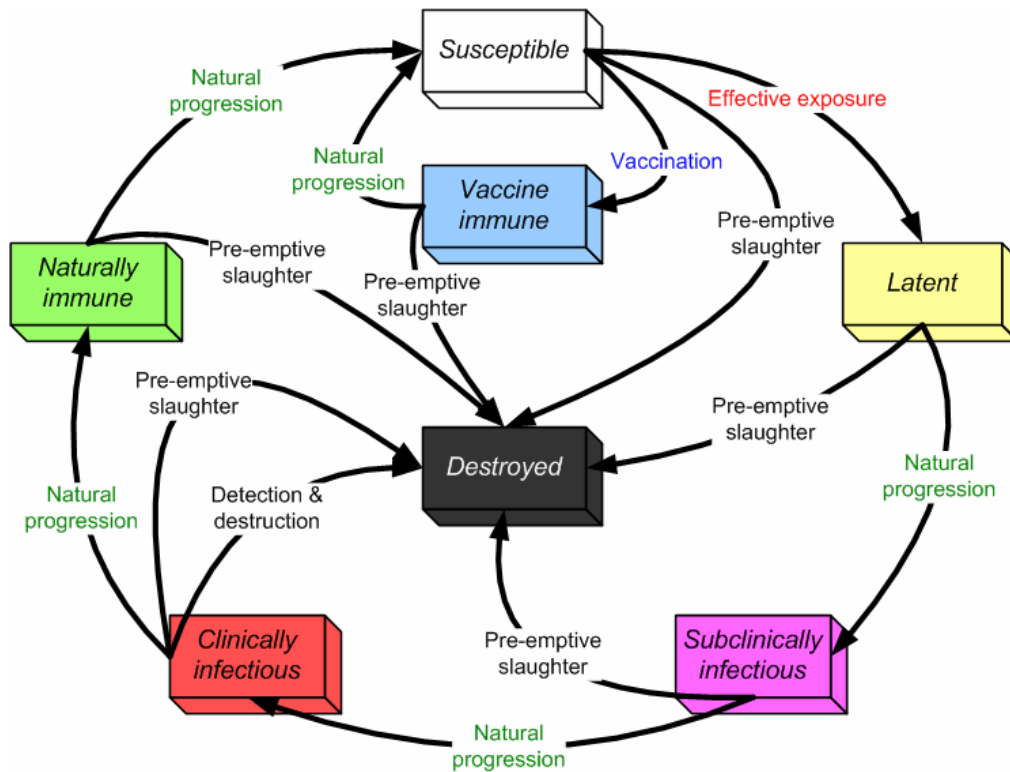 Susceptible
Natural
progression
Effective exposure
Natural
progression
Vaccination
Vaccine
immune
Pre-emptive
slaughter
Pre-emptive
slaughter
Naturally
immune
Pre-emptive
slaughter
Latent
Pre-emptive
slaughter
Pre-emptive
slaughter
Destroyed
Natural
progression
Natural
progression
Detection &
destruction
Clinically
infectious
Pre-emptive
slaughter
Subclinically
infectious
Natural
progression